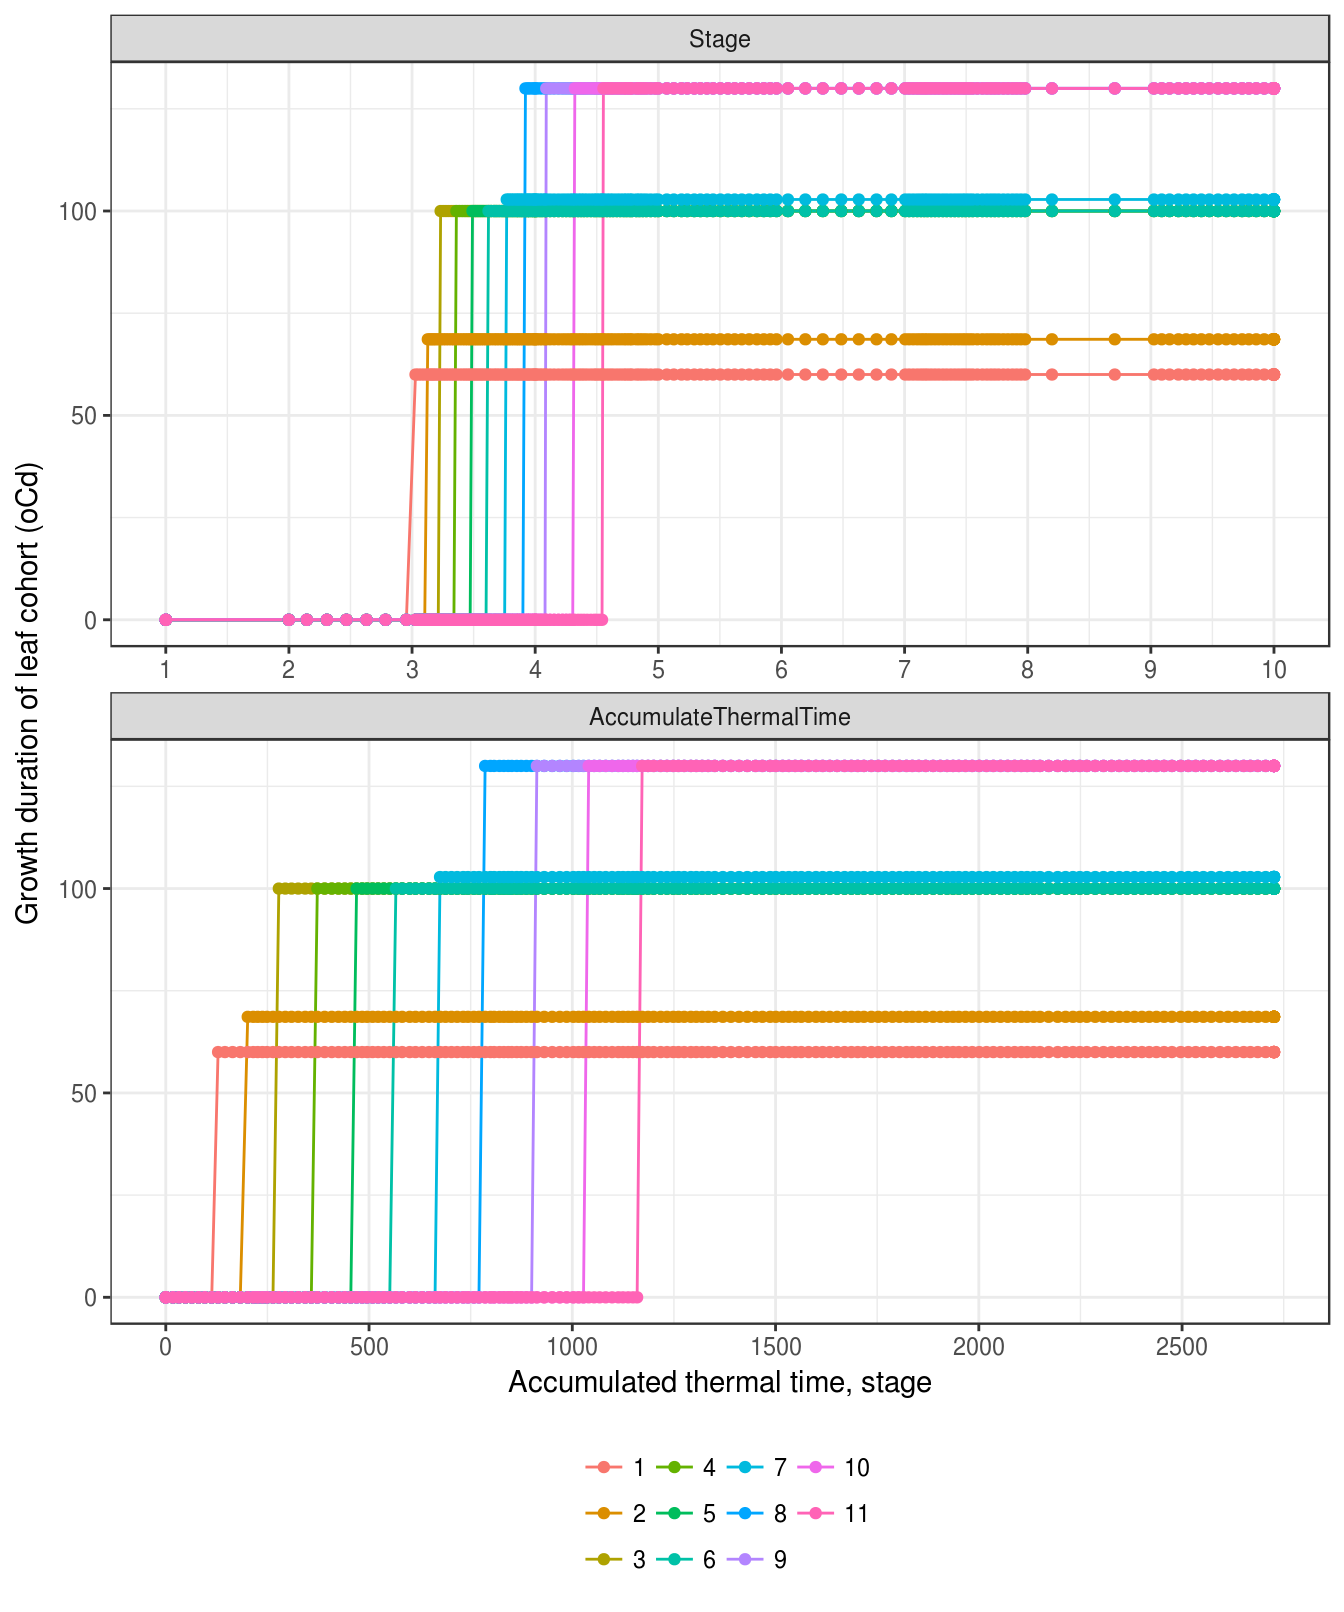 Stage
100
50
0
1 2 3 4 5 6 7 8 9 10
Growth duration of leaf cohort (oCd)
AccumulateThermalTime
100
50
0
0 500 1000 1500 2000 2500
Accumulated thermal time, stage
1 4 7 10
2 5 8 11
3 6 9